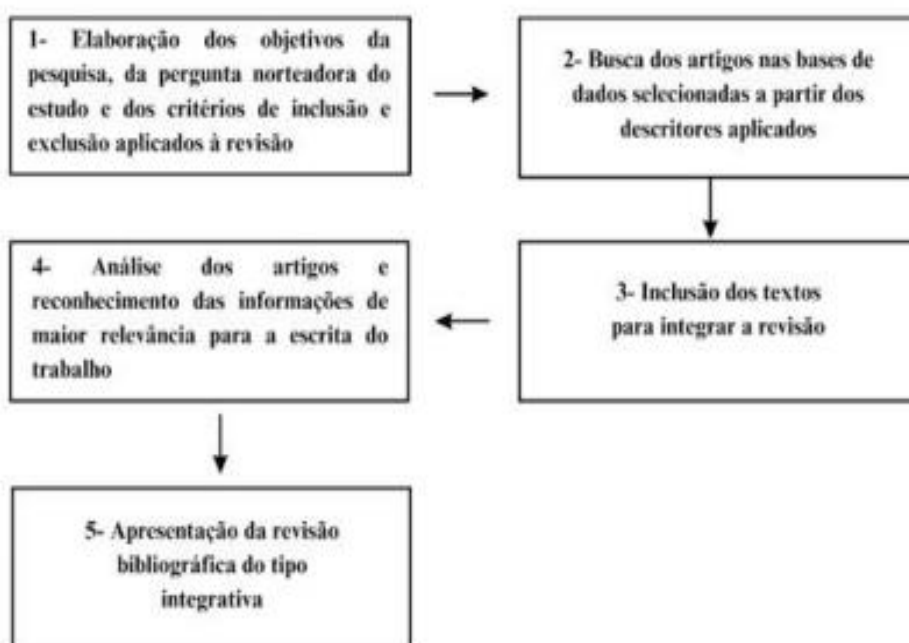 1- Elaboração dos objetivos da
pesquisa, da pergunta norteadora do
estudo e dos critérios de inclusão e
exclusão aplicados à revisão
2- Busca dos artigos nas bases de
dados selecionadas a partir dos
descritores aplicados
3- Inclusão dos textos
para integrar a revisão
4- Análise dos artigos e
reconhecimento das informações de
maior relevância para a escrita do
trabalho
5- Apresentação da revisão
bibliográfica do tipo
integrativa